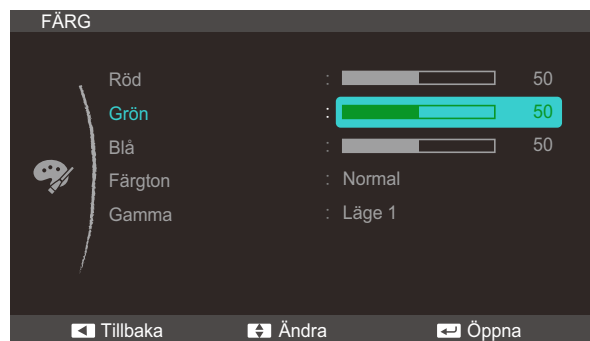 FÄRG
Röd : 50
Grön : 50
Blå : 50
Färgton : Normal
Gamma : Läge 1
Tillbaka Ändra Öppna